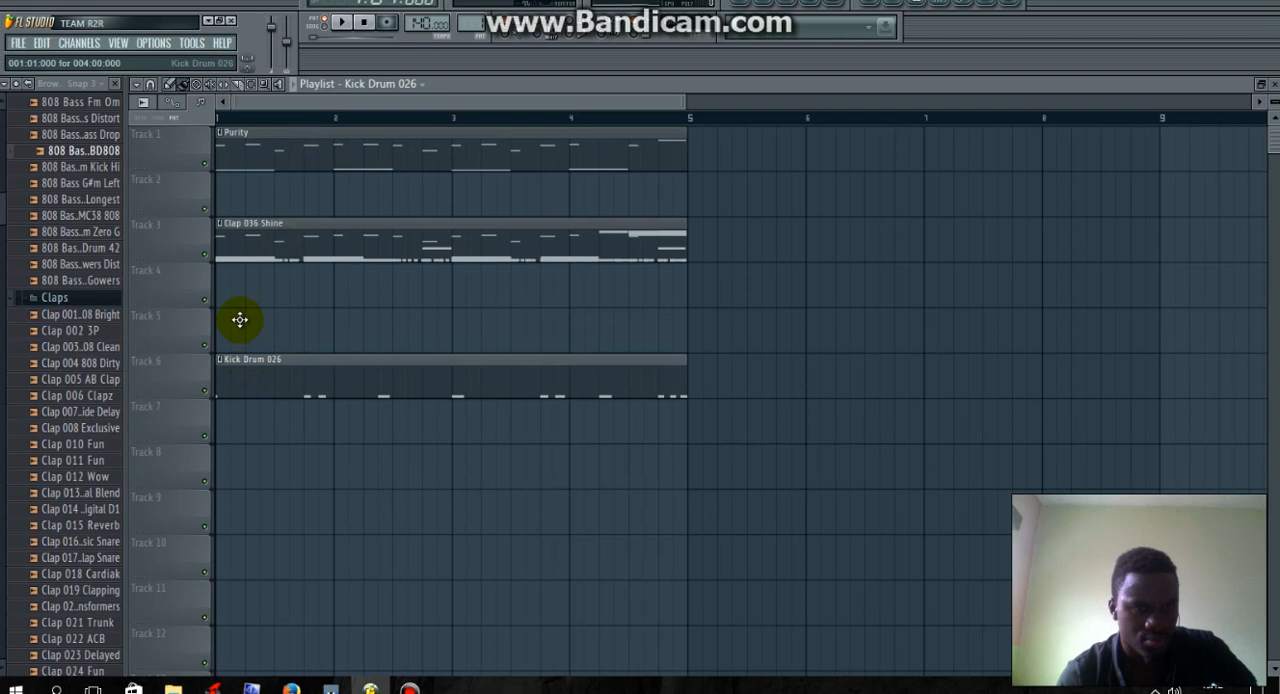 www.Bandicam.com
FL STUDIO TEAM R2R
FILE EDIT CHANNELS VIEW OPTIONS TOOLS HELP
001:01:000 for 04:00:000 Kick Drum 026
PAT
SONG
TEMPO
PAT
Brow. Snap 3
Playlist - Kick Drum 026
1 2 3 4 5 6 7 8 9
808 Bass Fm Om
808 Bass..s Distort
808 Bass..ass Drop
808 Bas..BD808
808 Bas..m Kick Hi
808 Bass G#m Left
808 Bass..Longest
808 Bas..MC38 808
808 Bass..m Zero G
808 Bas..Drum 42
808 Bass..wers Dist
808 Bass..Gowers
Claps
Clap 001..08 Bright
Clap 002 3P
Clap 003..08 Clean
Clap 004 808 Dirty
Clap 005 AB Clap
Clap 006 Clapz
Clap 007..ide Delay
Clap 008 Exclusive
Clap 010 Fun
Clap 011 Fun
Clap 012 Wow
Clap 013..al Blend
Clap 014 ..igital D1
Clap 015 Reverb
Clap 016..sic Snare
Clap 017..lap Snare
Clap 018 Cardiak
Clap 019 Clapping
Clap 02..nsformers
Clap 021 Trunk
Clap 022 ACB
Clap 023 Delayed
Clap 024 Fun
Track 1
Purity
Track 2
Track 3
Clap 036 Shine
Track 4
Track 5
Track 6
Kick Drum 026
Track 7
Track 8
Track 9
Track 10
Track 11
Track 12